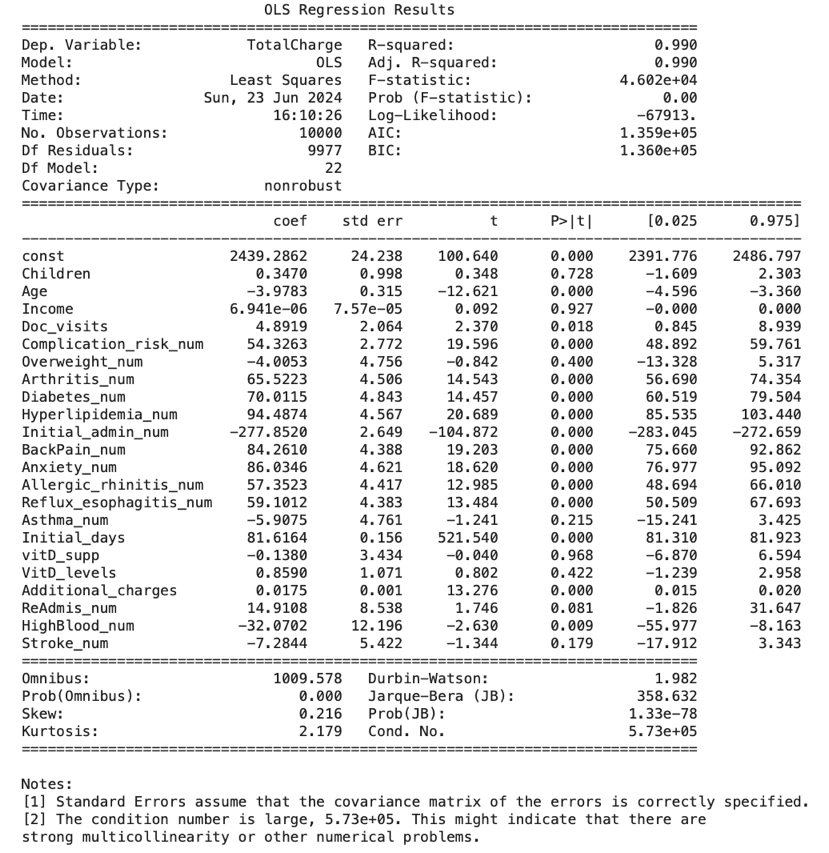 OLS Regression Results
==============================================================================
Dep. Variable:            TotalCharge   R-squared:                       0.990
Model:                            OLS   Adj. R-squared:                  0.990
Method:                 Least Squares   F-statistic:                 4.602e+04
Date:                Sun, 23 Jun 2024   Prob (F-statistic):               0.00
Time:                        16:10:26   Log-Likelihood:                -67913.
No. Observations:               10000   AIC:                         1.359e+05
Df Residuals:                    9977   BIC:                         1.360e+05
Df Model:                          22
Covariance Type:            nonrobust
==========================================================================================
coef    std err          t      P>|t|      [0.025      0.975]
------------------------------------------------------------------------------------------
const                   2439.2862     24.238    100.640      0.000    2391.776    2486.797
Children                   0.3470      0.998      0.348      0.728      -1.609       2.303
Age                       -3.9783      0.315    -12.621      0.000      -4.596      -3.360
Income                  6.941e-06   7.57e-05      0.092      0.927      -0.000       0.000
Doc_visits                 4.8919      2.064      2.370      0.018       0.845       8.939
Complication_risk_num     54.3263      2.772     19.596      0.000      48.892      59.761
Overweight_num            -4.0053      4.756     -0.842      0.400     -13.328       5.317
Arthritis_num             65.5223      4.506     14.543      0.000      56.690      74.354
Diabetes_num              70.0115      4.843     14.457      0.000      60.519      79.504
Hyperlipidemia_num        94.4874      4.567     20.689      0.000      85.535     103.440
Initial_admin_num       -277.8520      2.649   -104.872      0.000    -283.045    -272.659
BackPain_num              84.2610      4.388     19.203      0.000      75.660      92.862
Anxiety_num               86.0346      4.621     18.620      0.000      76.977      95.092
Allergic_rhinitis_num     57.3523      4.417     12.985      0.000      48.694      66.010
Reflux_esophagitis_num    59.1012      4.383     13.484      0.000      50.509      67.693
Asthma_num                -5.9075      4.761     -1.241      0.215     -15.241       3.425
Initial_days              81.6164      0.156    521.540      0.000      81.310      81.923
vitD_supp                 -0.1380      3.434     -0.040      0.968      -6.870       6.594
VitD_levels                0.8590      1.071      0.802      0.422      -1.239       2.958
Additional_charges         0.0175      0.001     13.276      0.000       0.015       0.020
ReAdmis_num               14.9108      8.538      1.746      0.081      -1.826      31.647
HighBlood_num            -32.0702     12.196     -2.630      0.009     -55.977      -8.163
Stroke_num                -7.2844      5.422     -1.344      0.179     -17.912       3.343
==============================================================================
Omnibus:                     1009.578   Durbin-Watson:                   1.982
Prob(Omnibus):                  0.000   Jarque-Bera (JB):              358.632
Skew:                           0.216   Prob(JB):                     1.33e-78
Kurtosis:                       2.179   Cond. No.                     5.73e+05
==============================================================================
Notes:
[1] Standard Errors assume that the covariance matrix of the errors is correctly specified.
[2] The condition number is large, 5.73e+05. This might indicate that there are
strong multicollinearity or other numerical problems.